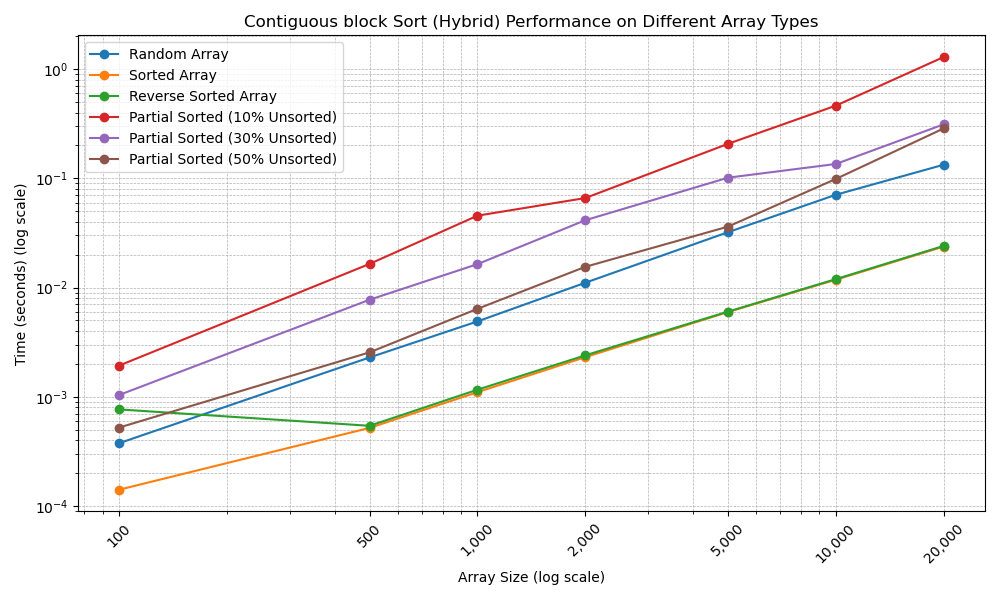 Contiguous block Sort (Hybrid) Performance on Different Array Types
Random Array
Sorted Array
Reverse Sorted Array
Partial Sorted (10% Unsorted)
Partial Sorted (30% Unsorted)
Partial Sorted (50% Unsorted)
Time (seconds) (log scale)
10⁰
10⁻¹
10⁻²
10⁻³
10⁻⁴
100
500
1,000
2,000
5,000
10,000
20,000
Array Size (log scale)